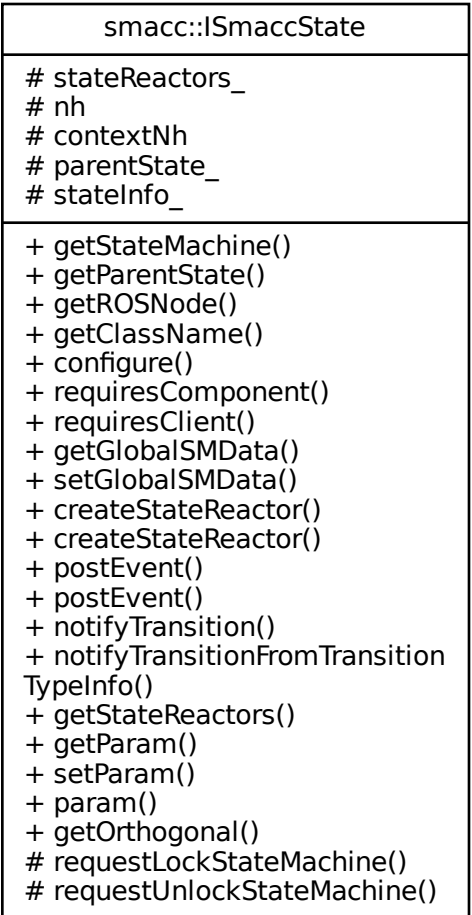 smacc::ISmaccState
# stateReactors_
# nh
# contextNh
# parentState_
# stateInfo_
+ getStateMachine()
+ getParentState()
+ getROSNode()
+ getClassName()
+ configure()
+ requiresComponent()
+ requiresClient()
+ getGlobalSMData()
+ setGlobalSMData()
+ createStateReactor()
+ createStateReactor()
+ postEvent()
+ postEvent()
+ notifyTransition()
+ notifyTransitionFromTransition
TypeInfo()
+ getStateReactors()
+ getParam()
+ setParam()
+ param()
+ getOrthogonal()
# requestLockStateMachine()
# requestUnlockStateMachine()